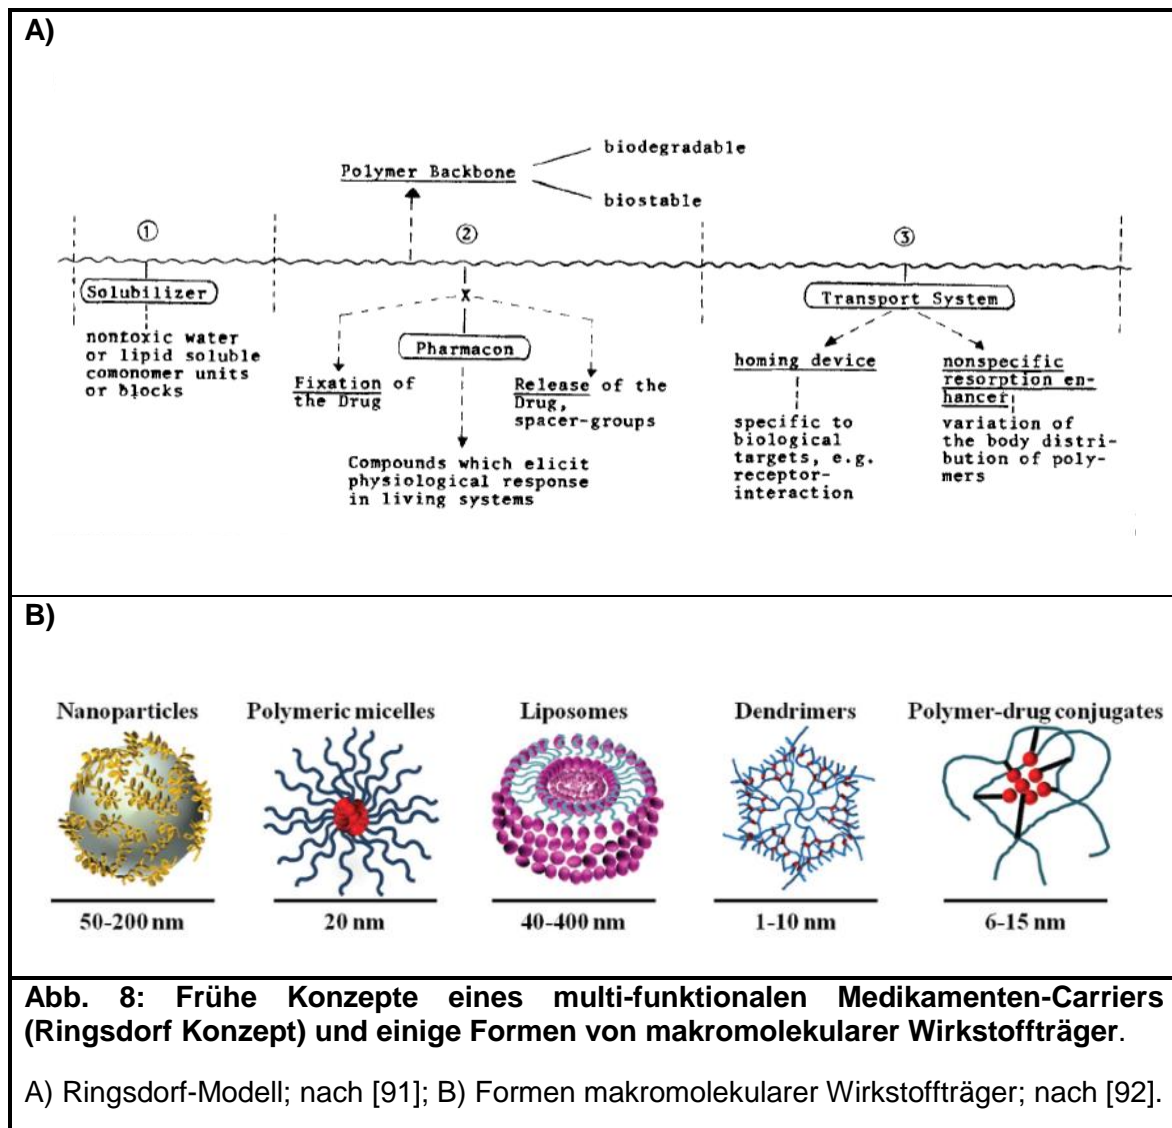 A)
biodegradable
Polymer Backbone
biostable
① ② ③
Solubilizer
X
Transport System
nontoxic water
or lipid soluble
comonomer units
or blocks
Pharmacon
Fixation of
the Drug
Release of the
Drug,
spacer-groups
Compounds which elicit
physiological response
in living systems
homing device
specific to
biological
targets, e.g.
receptor-
interaction
nonspecific
resorption en-
hancer
variation of
the body distri-
bution of poly-
mers
B)
Nanoparticles
Polymeric micelles
Liposomes
Dendrimers
Polymer-drug conjugates
50-200 nm
20 nm
40-400 nm
1-10 nm
6-15 nm
Abb. 8: Frühe Konzepte eines multi-funktionalen Medikamenten-Carriers
(Ringsdorf Konzept) und einige Formen von makromolekularer Wirkstoffträger.
A) Ringsdorf-Modell; nach [91]; B) Formen makromolekularer Wirkstoffträger; nach [92].